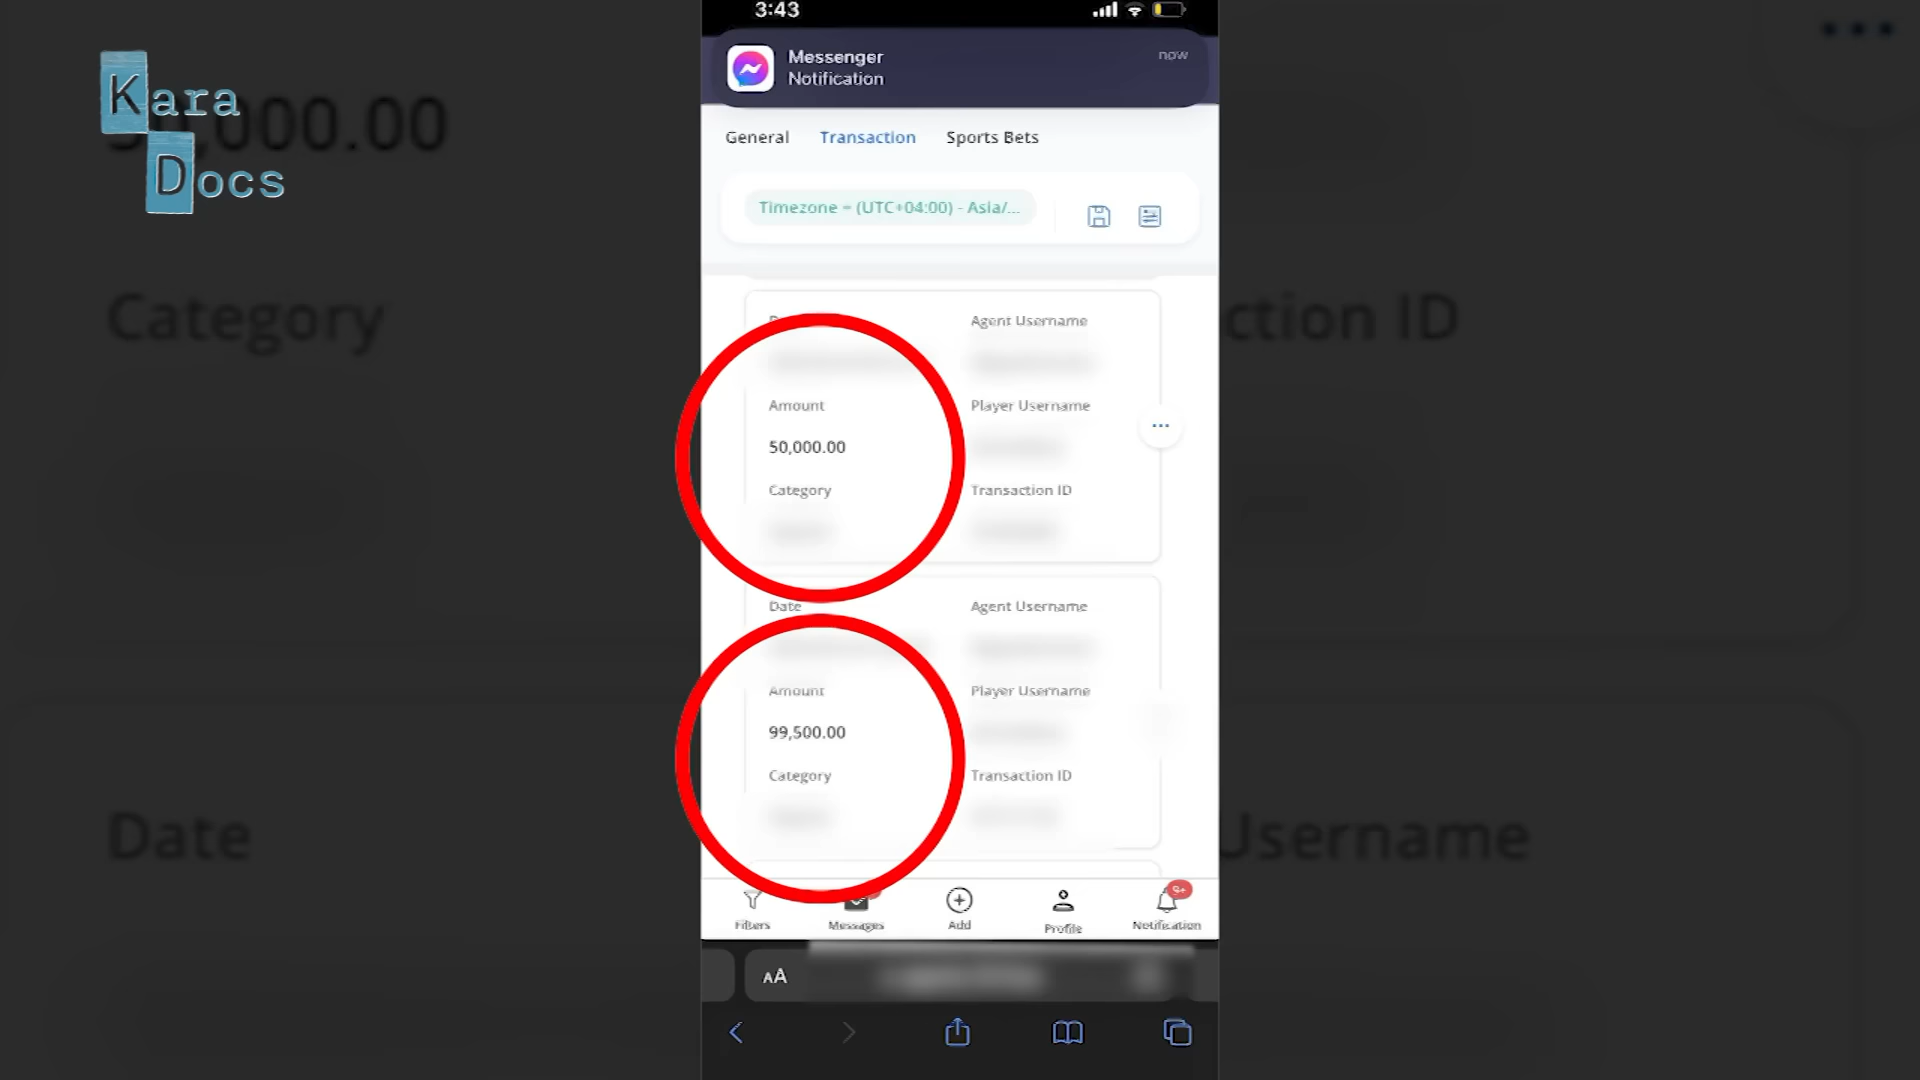 Kara
Docs
3:43
Messenger
now
Notification
General Transaction Sports Bets
Timezone = (UTC+04:00) - Asia/...
Agent Username
Amount Player Username
50,000.00
Category Transaction ID
Date Agent Username
Amount Player Username
99,500.00
Category Transaction ID
9+
Filters Messages Add Profile Notification
AA
000.00
Category
ction ID
Date
Username